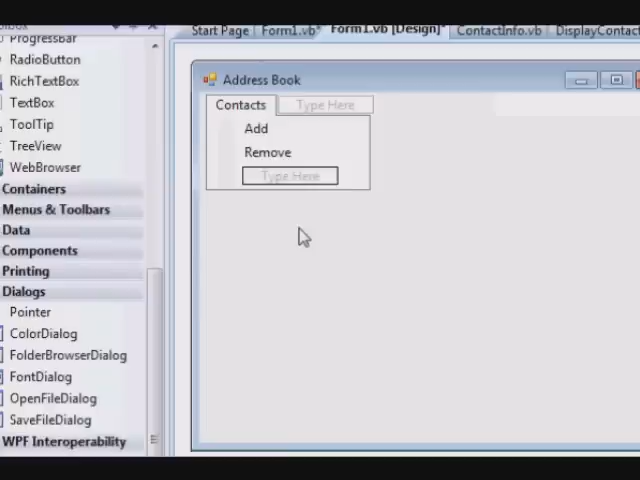 Start Page
Form1.vb*
Form1.vb [Design]*
ContactInfo.vb
DisplayContact
ProgressBar
RadioButton
RichTextBox
TextBox
ToolTip
TreeView
WebBrowser
Containers
Menus & Toolbars
Data
Components
Printing
Dialogs
Pointer
ColorDialog
FolderBrowserDialog
FontDialog
OpenFileDialog
SaveFileDialog
WPF Interoperability
Address Book
Contacts
Type Here
Add
Remove
Type Here